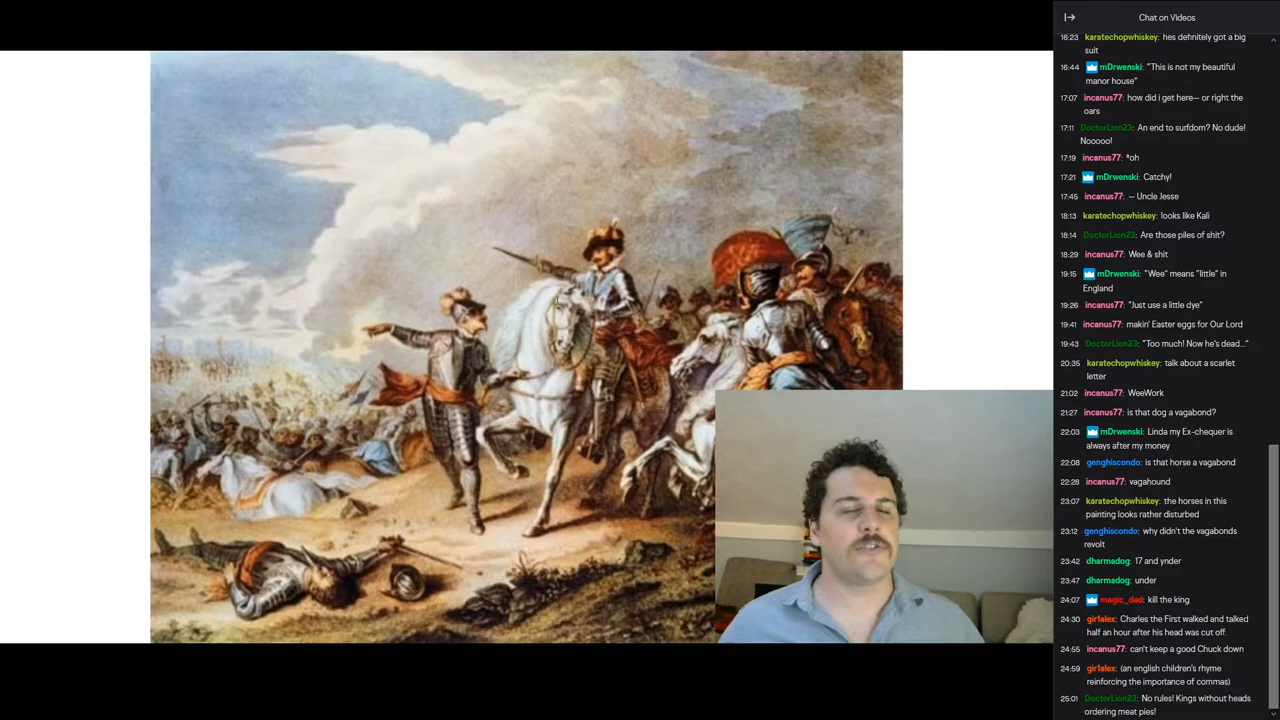 Chat on Videos
16:23 karatechopwhiskey: hes definitely got a big
suit
16:44 mDrwenski: "This is not my beautiful
manor house"
17:07 incanus77: how did i get here— or right the
oars
17:11 DoctorLion23: An end to surfdom? No dude!
Nooooo!
17:19 incanus77: *oh
17:21 mDrwenski: Catchy!
17:45 incanus77: — Uncle Jesse
18:13 karatechopwhiskey: looks like Kali
18:14 DoctorLion23: Are those piles of shit?
18:29 incanus77: Wee & shit
19:15 mDrwenski: "Wee" means "little" in
England
19:26 incanus77: "Just use a little dye"
19:41 incanus77: makin' Easter eggs for Our Lord
19:43 DoctorLion23: "Too much! Now he's dead..."
20:35 karatechopwhiskey: talk about a scarlet
letter
21:02 incanus77: WeeWork
21:27 incanus77: is that dog a vagabond?
22:03 mDrwenski: Linda my Ex-chequer is
always after my money
22:08 genghiscondo: is that horse a vagabond
22:28 incanus77: vagahound
23:07 karatechopwhiskey: the horses in this
painting looks rather disturbed
23:12 genghiscondo: why didn't the vagabonds
revolt
23:42 dharmadog: 17 and ynder
23:47 dharmadog: under
24:07 magic_dad: kill the king
24:30 gir1alex: Charles the First walked and talked
half an hour after his head was cut off.
24:55 incanus77: can't keep a good Chuck down
24:59 gir1alex: (an english children's rhyme
reinforcing the importance of commas)
25:01 DoctorLion23: No rules! Kings without heads
ordering meat pies!